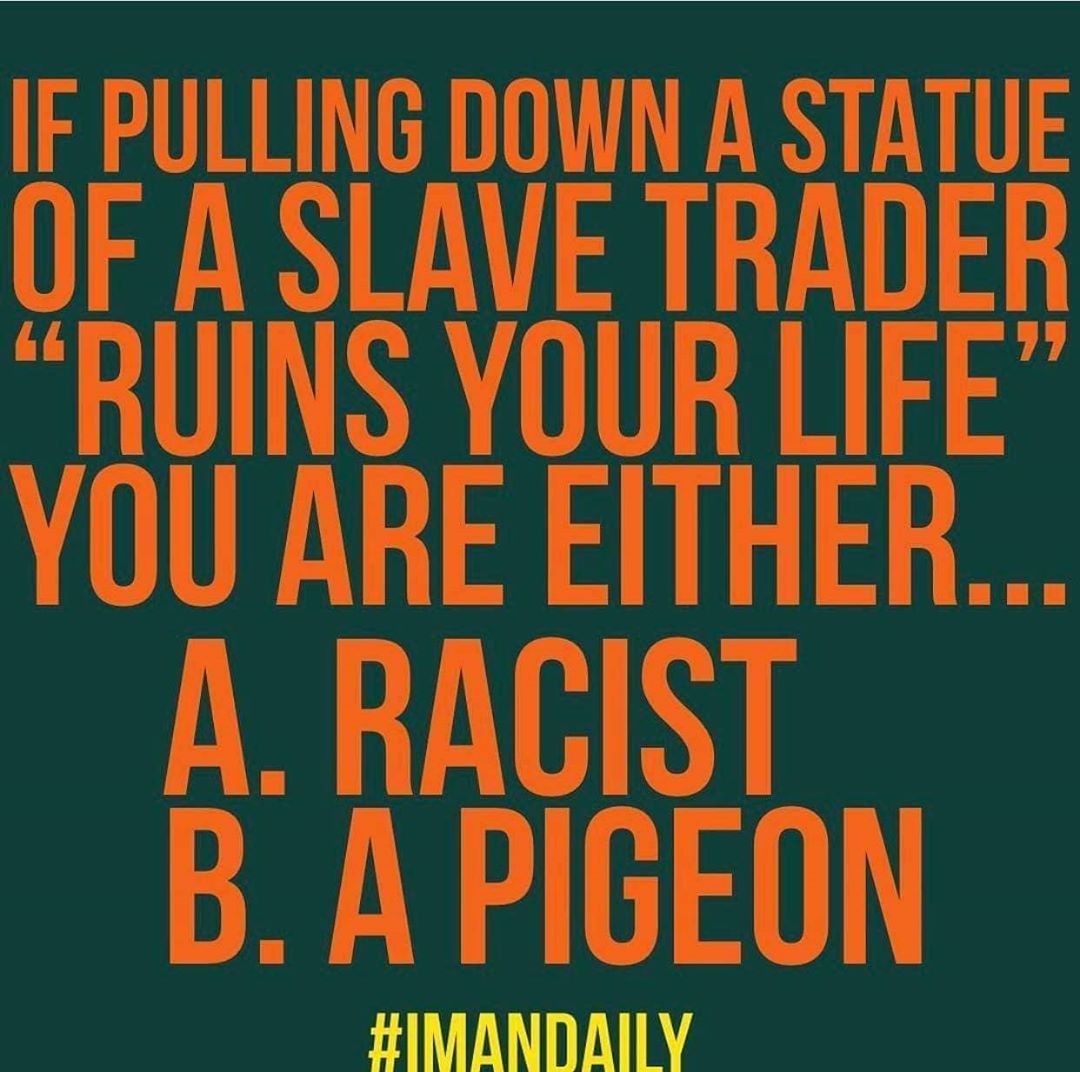 IF PULLING DOWN A STATUE
OF A SLAVE TRADER
“RUINS YOUR LIFE”
YOU ARE EITHER...
A. RACIST
B. A PIGEON
#IMANDAILY